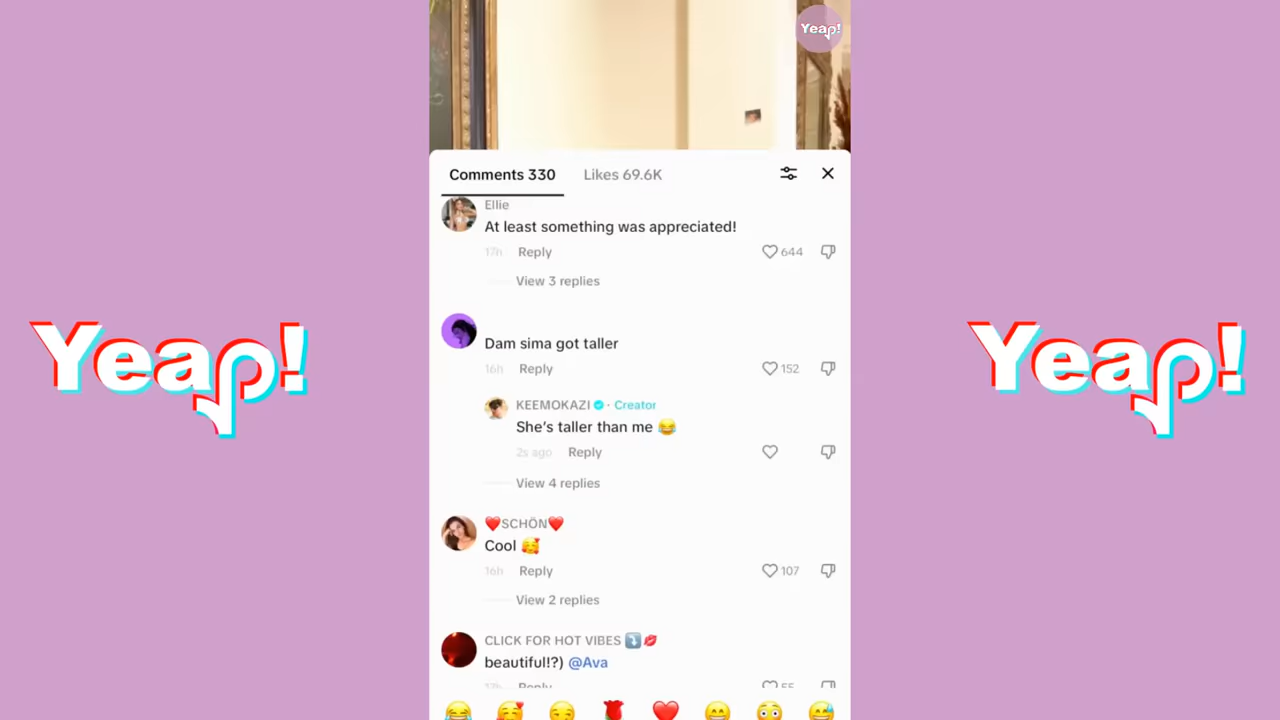 Yeap!
Comments 330
Likes 69.6K
Ellie
At least something was appreciated!
17h Reply 644
View 3 replies
Dam sima got taller
16h Reply 152
KEEMOKAZI · Creator
She's taller than me 😂
2s ago Reply
View 4 replies
❤️SCHÖN❤️
Cool 🥰
16h Reply 107
View 2 replies
CLICK FOR HOT VIBES ⤵️💋
beautiful!?) @Ava
Reply 55
Yeap!
Yeap!